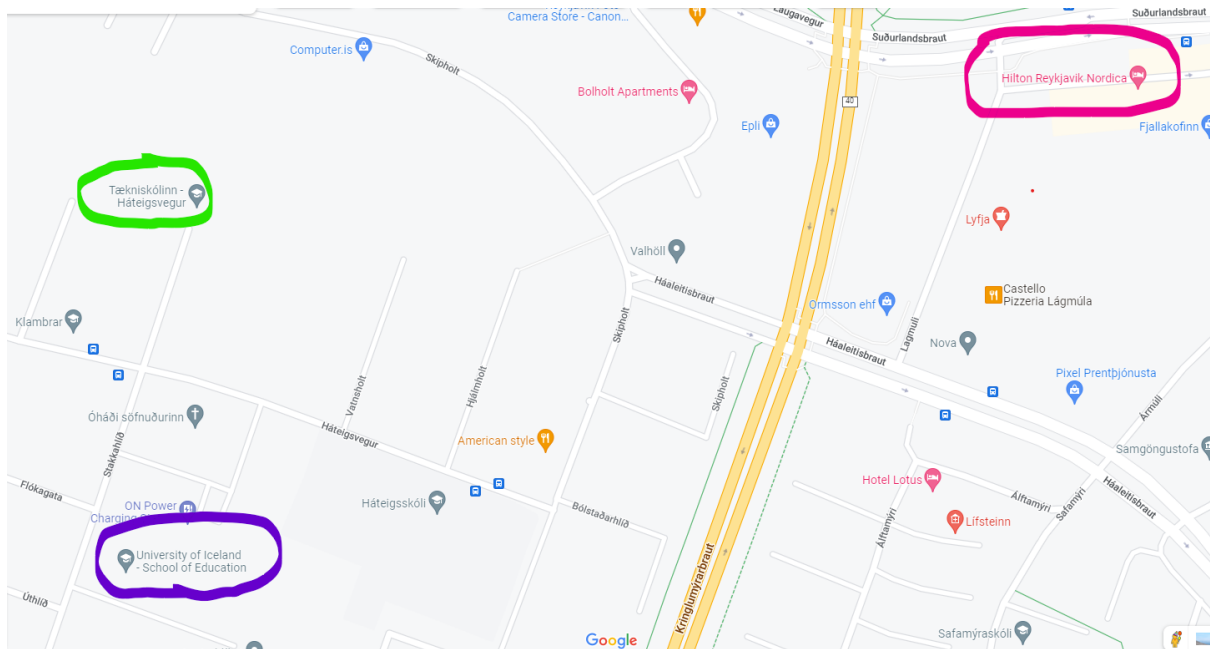 Camera Store - Canon...
Laugavegur
Suðurlandsbraut
Suðurlandsbraut
Computer.is
Skipholt
Bolholt Apartments
Hilton Reykjavik Nordica
40
Epli
Fjallakofinn
Tækniskólinn -
Háteigsvegur
Lyfja
Valhöll
Háaleitisbraut
Castello
Pizzeria Lágmúla
Ormsson ehf
Klambrar
Skipholt
Lagmuli
Nova
Háaleitisbraut
Pixel Prentþjónusta
Vatnsholt
Hjálmholt
Skipholt
Ármúli
Óháði söfnuðurinn
Háteigsvegur
American style
Stakkahlíð
Samgöngustofa
Hotel Lotus
Flókagata
Háteigsskóli
Álftamýri
Safamýri
Háaleitisbraut
ON Power
Bólstaðarhlíð
Álftamýri
Lífsteinn
University of Iceland
- School of Education
Úthlíð
Kringlumýrarbraut
Safamýraskóli
Google